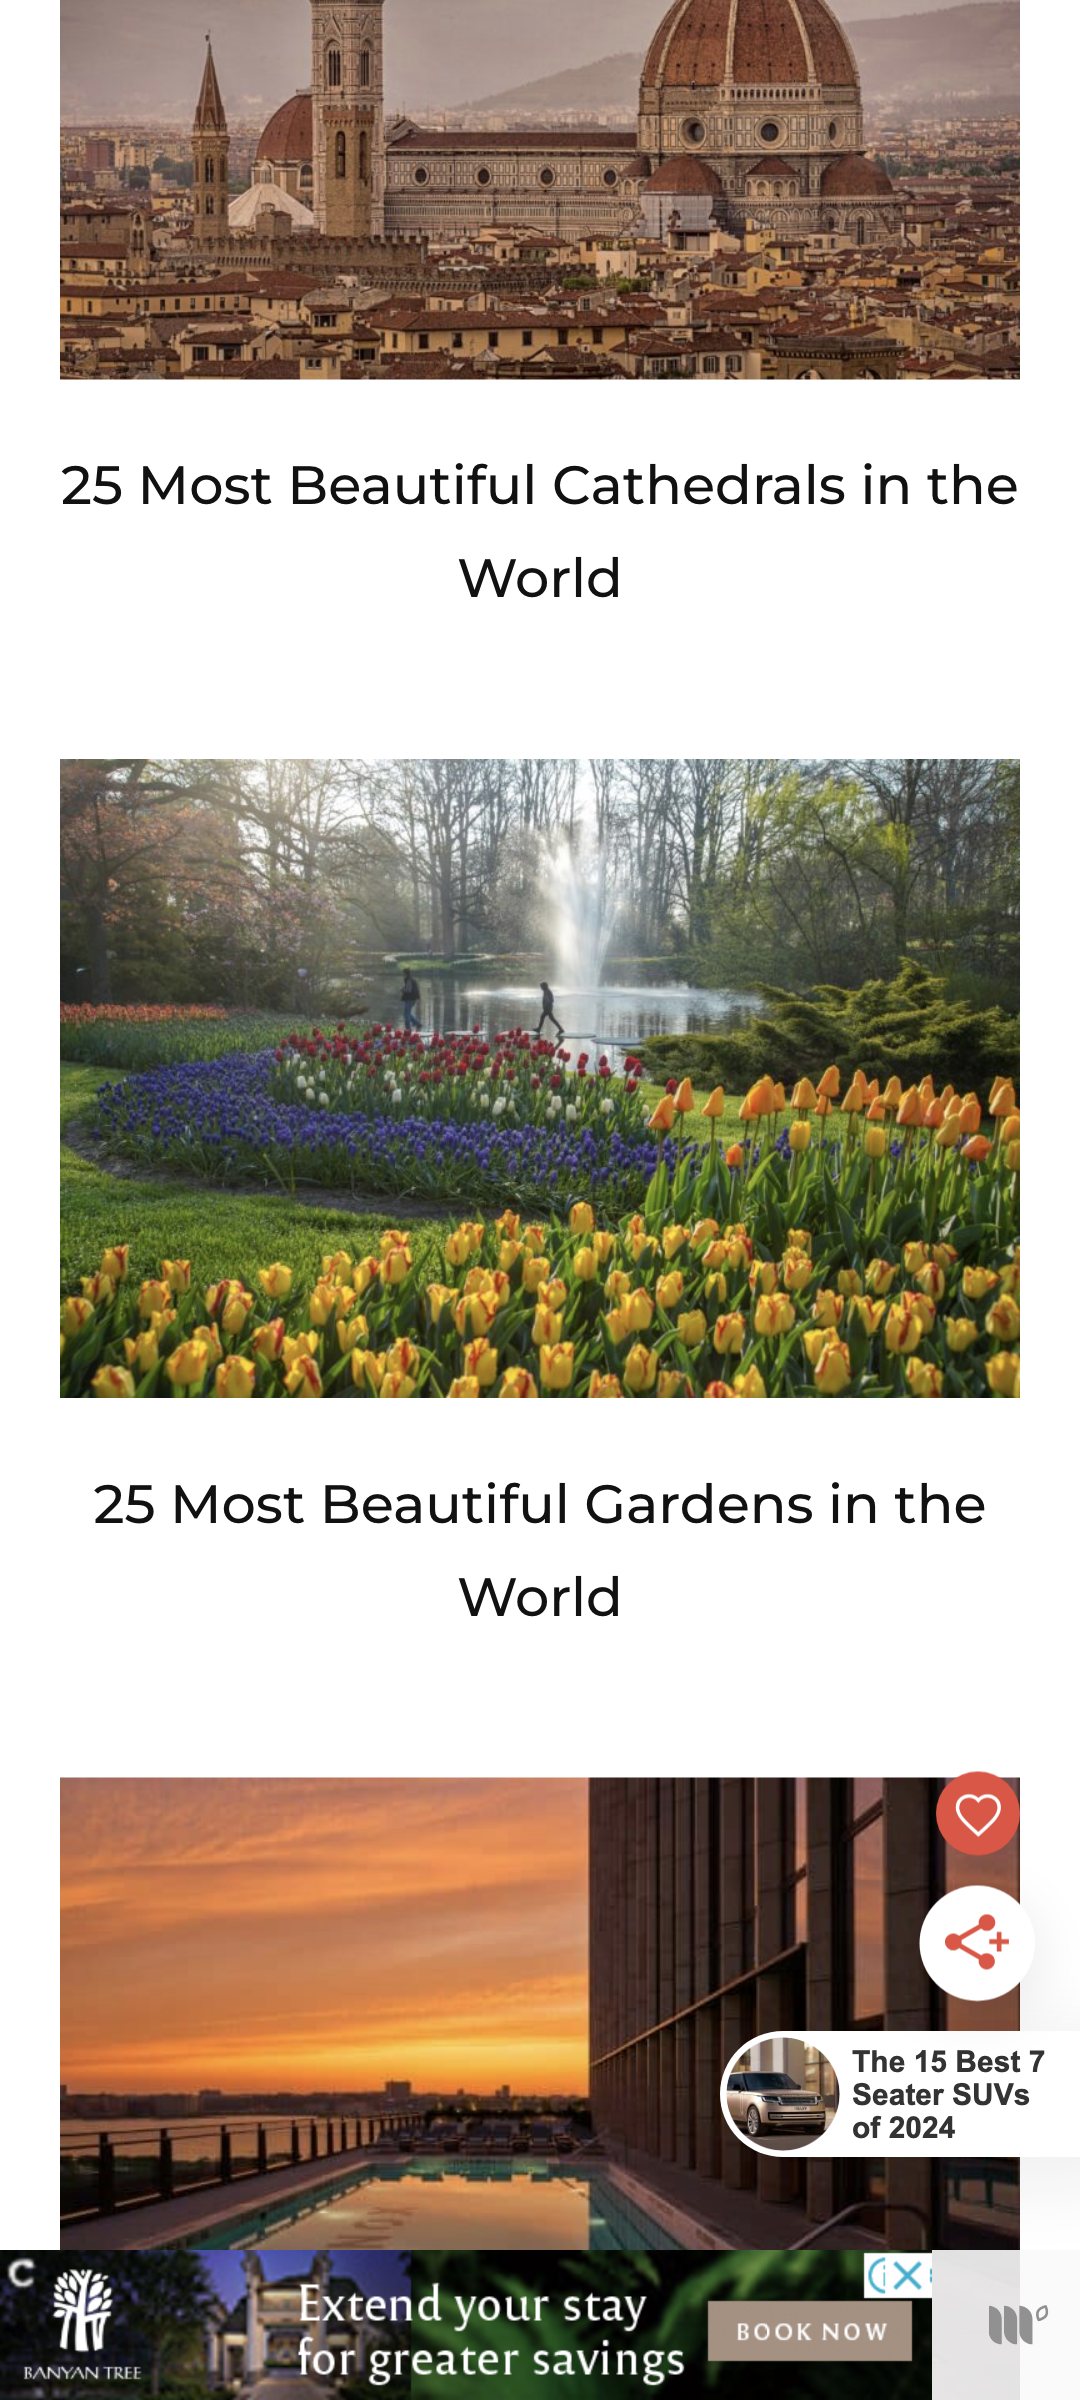 25 Most Beautiful Cathedrals in the
World
25 Most Beautiful Gardens in the
World
The 15 Best 7
Seater SUVs
of 2024
C
BANYAN TREE
Extend your stay
for greater savings
BOOK NOW